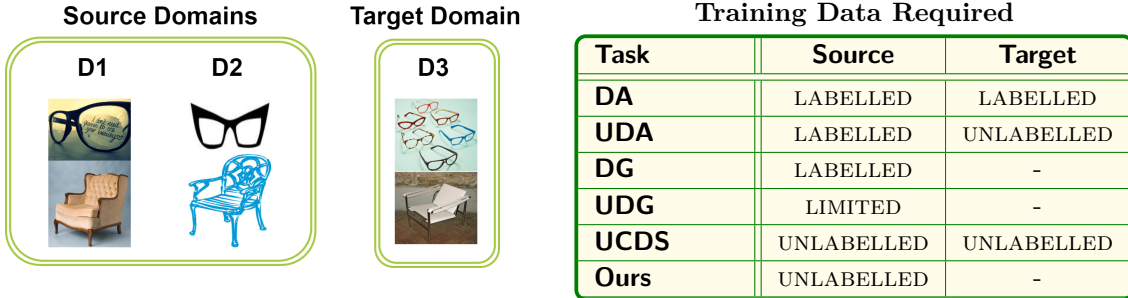 Source Domains
Target Domain
Training Data Required
D1
D2
D3
Task Source Target
DA LABELLED LABELLED
UDA LABELLED UNLABELLED
DG LABELLED -
UDG LIMITED -
UCDS UNLABELLED UNLABELLED
Ours UNLABELLED -